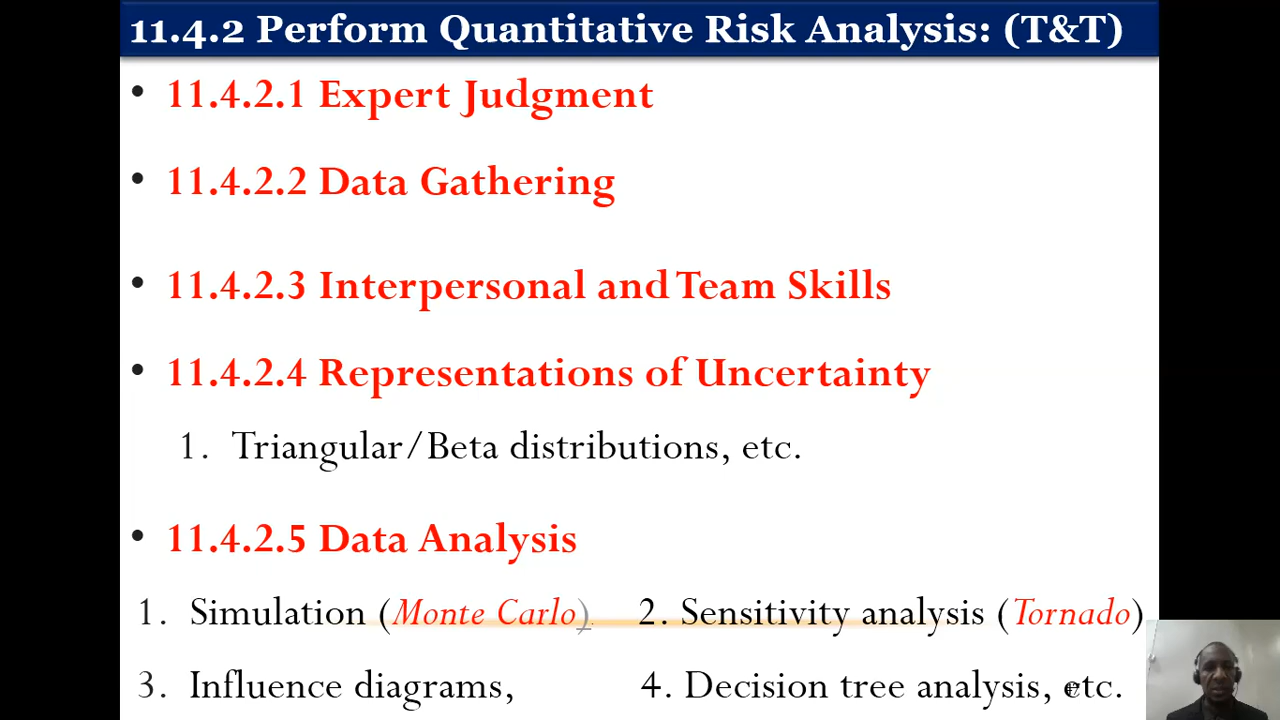 11.4.2 Perform Quantitative Risk Analysis: (T&T)
• 11.4.2.1 Expert Judgment
• 11.4.2.2 Data Gathering
• 11.4.2.3 Interpersonal and Team Skills
• 11.4.2.4 Representations of Uncertainty
1. Triangular/Beta distributions, etc.
• 11.4.2.5 Data Analysis
1. Simulation (Monte Carlo). 2. Sensitivity analysis (Tornado)
3. Influence diagrams, 4. Decision tree analysis, etc.